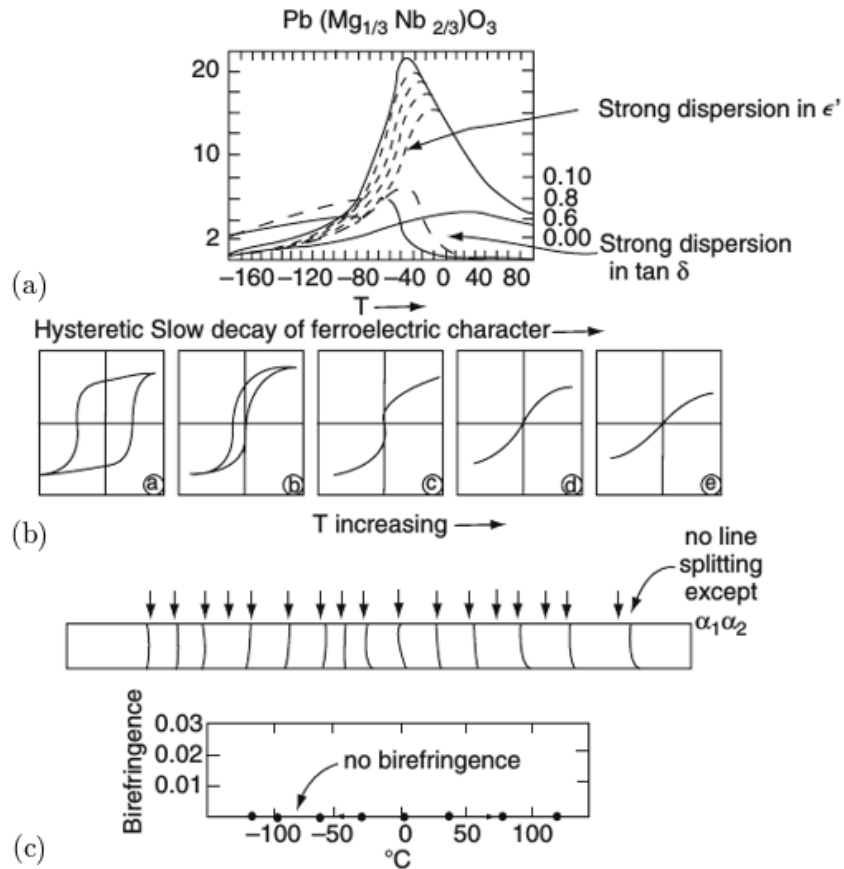 Pb (Mg1/3 Nb 2/3)O3
20
10
2
Strong dispersion in ϵ'
0.10
0.8
0.6
0.00
Strong dispersion
in tan δ
−160 −120 −80 −40 0 40 80
T
(a)
Hysteretic Slow decay of ferroelectric character
a b c d e
T increasing
(b)
no line
splitting
except
α1α2
Birefringence
0.03
0.02
0.01
no birefringence
−100 −50 0 50 100
°C
(c)